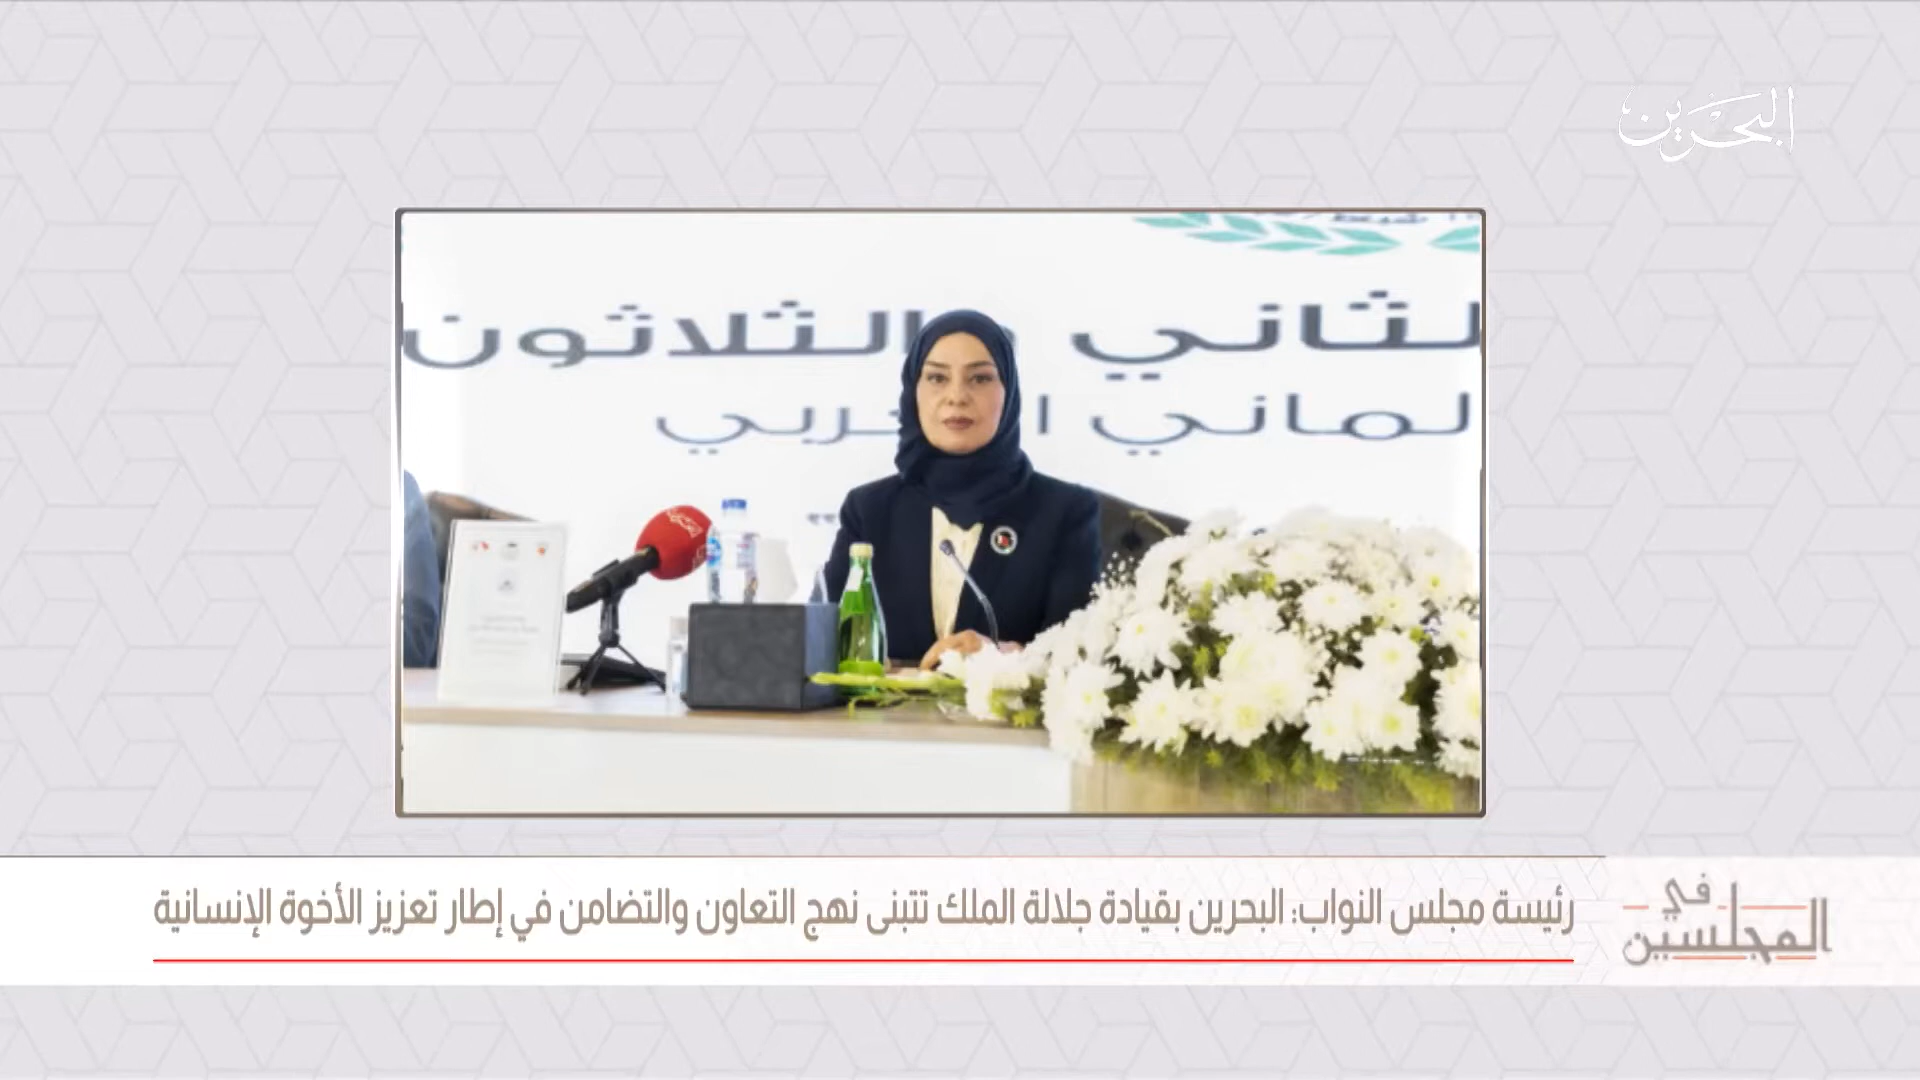 البحرين
لثاني والثلاثون
لماني العربي
رئيسة مجلس النواب: البحرين بقيادة جلالة الملك تتبنى نهج التعاون والتضامن في إطار تعزيز الأخوة الإنسانية
في
المجلسين